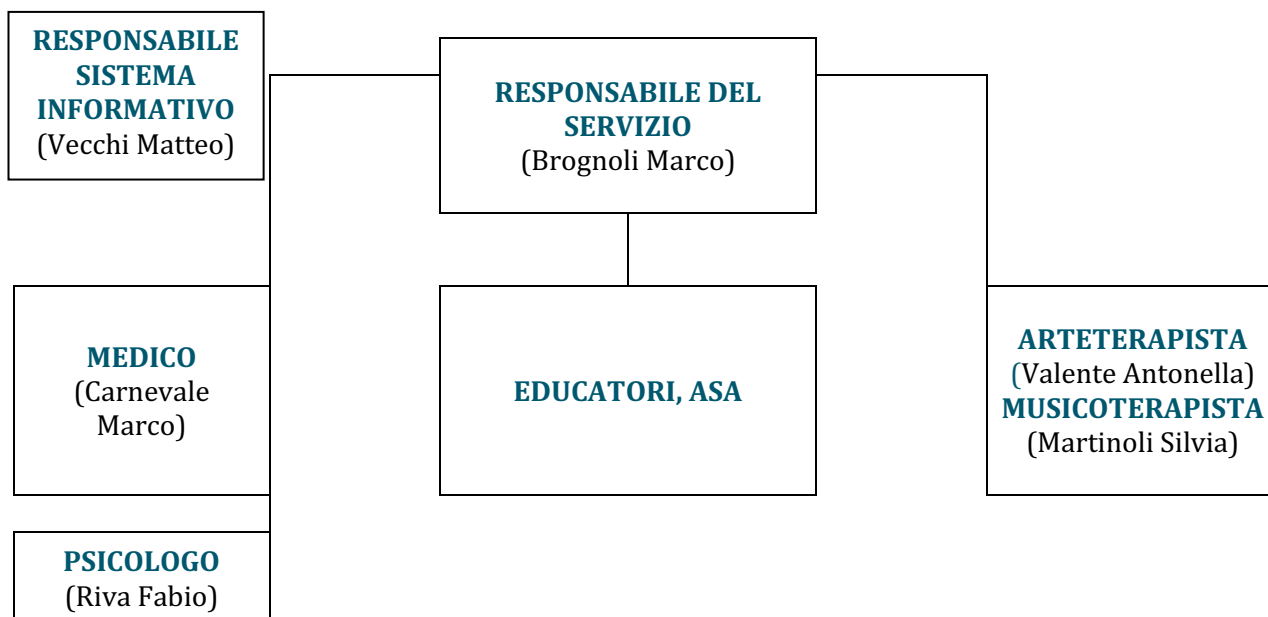 RESPONSABILE
SISTEMA
INFORMATIVO
(Vecchi Matteo)
RESPONSABILE DEL
SERVIZIO
(Brognoli Marco)
MEDICO
(Carnevale
Marco)
EDUCATORI, ASA
ARTETERAPISTA
(Valente Antonella)
MUSICOTERAPISTA
(Martinoli Silvia)
PSICOLOGO
(Riva Fabio)